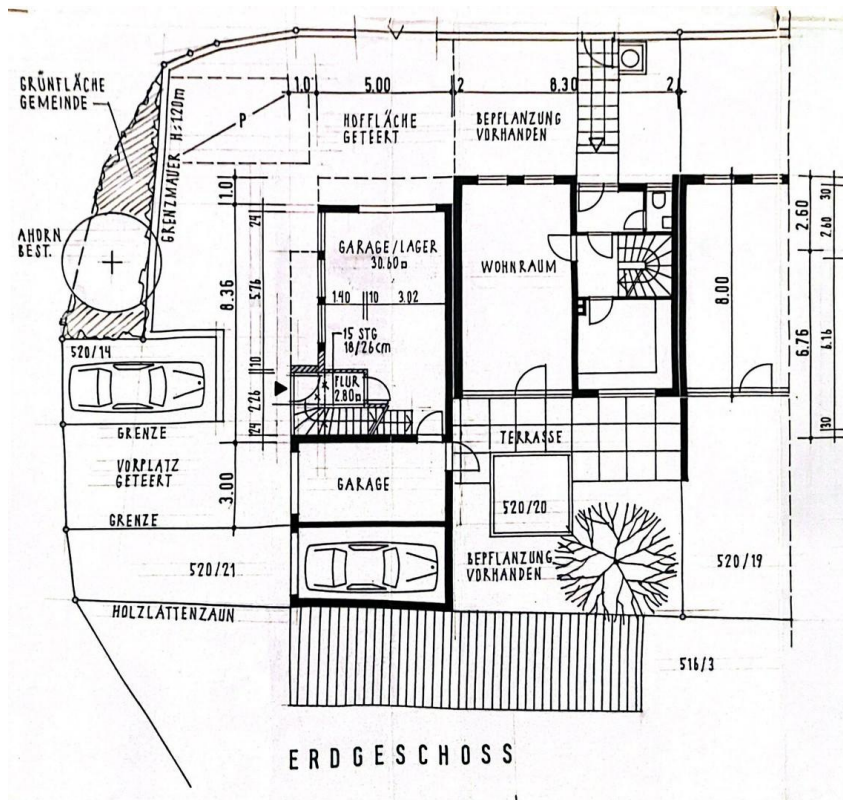 GRÜNFLÄCHE
GEMEINDE
GRENZMAUER H=120m
P
1.0
5.00
2
8.30
2
HOFFLÄCHE
GETEERT
BEPFLANZUNG
VORHANDEN
AHORN
BEST.
1.0
8.36
3.00
24
5.76
10
2.26
24
GARAGE/LAGER
30.60
1.40
10
3.02
15 STG
18/26cm
FLUR
2.80
WOHNRAUM
8.00
2.60
6.76
30
2.60
6.16
30
520/14
GRENZE
VORPLATZ
GETEERT
GRENZE
520/21
HOLZLATTENZAUN
GARAGE
TERRASSE
520/20
BEPFLANZUNG
VORHANDEN
520/19
516/3
ERDGESCHOSS